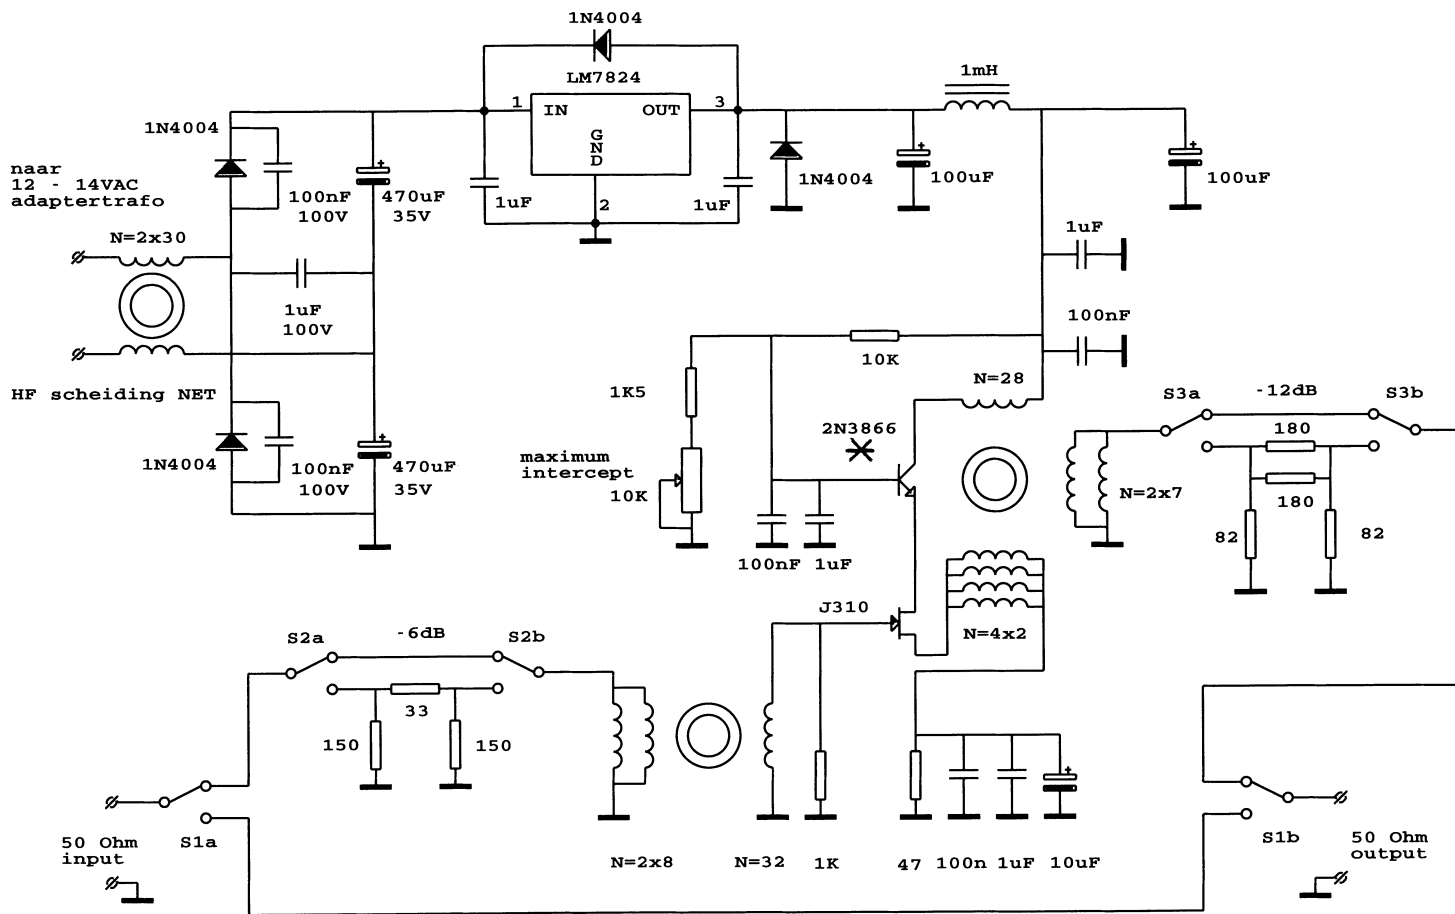 1N4004
LM7824
1
IN
OUT
3
GND
2
1mH
1N4004
naar
12 - 14VAC
adaptertrafo
100nF
100V
470uF
35V
1uF
1uF
1N4004
100uF
100uF
N=2x30
1uF
100V
1uF
100nF
10K
HF scheiding NET
1K5
N=28
S3a
-12dB
S3b
2N3866
180
maximum
intercept
10K
1N4004
100nF
100V
470uF
35V
N=2x7
180
82
82
100nF
1uF
J310
N=4x2
S2a
-6dB
S2b
33
150
150
50 Ohm
input
S1a
S1b
50 Ohm
output
N=2x8
N=32
1K
47
100n
1uF
10uF